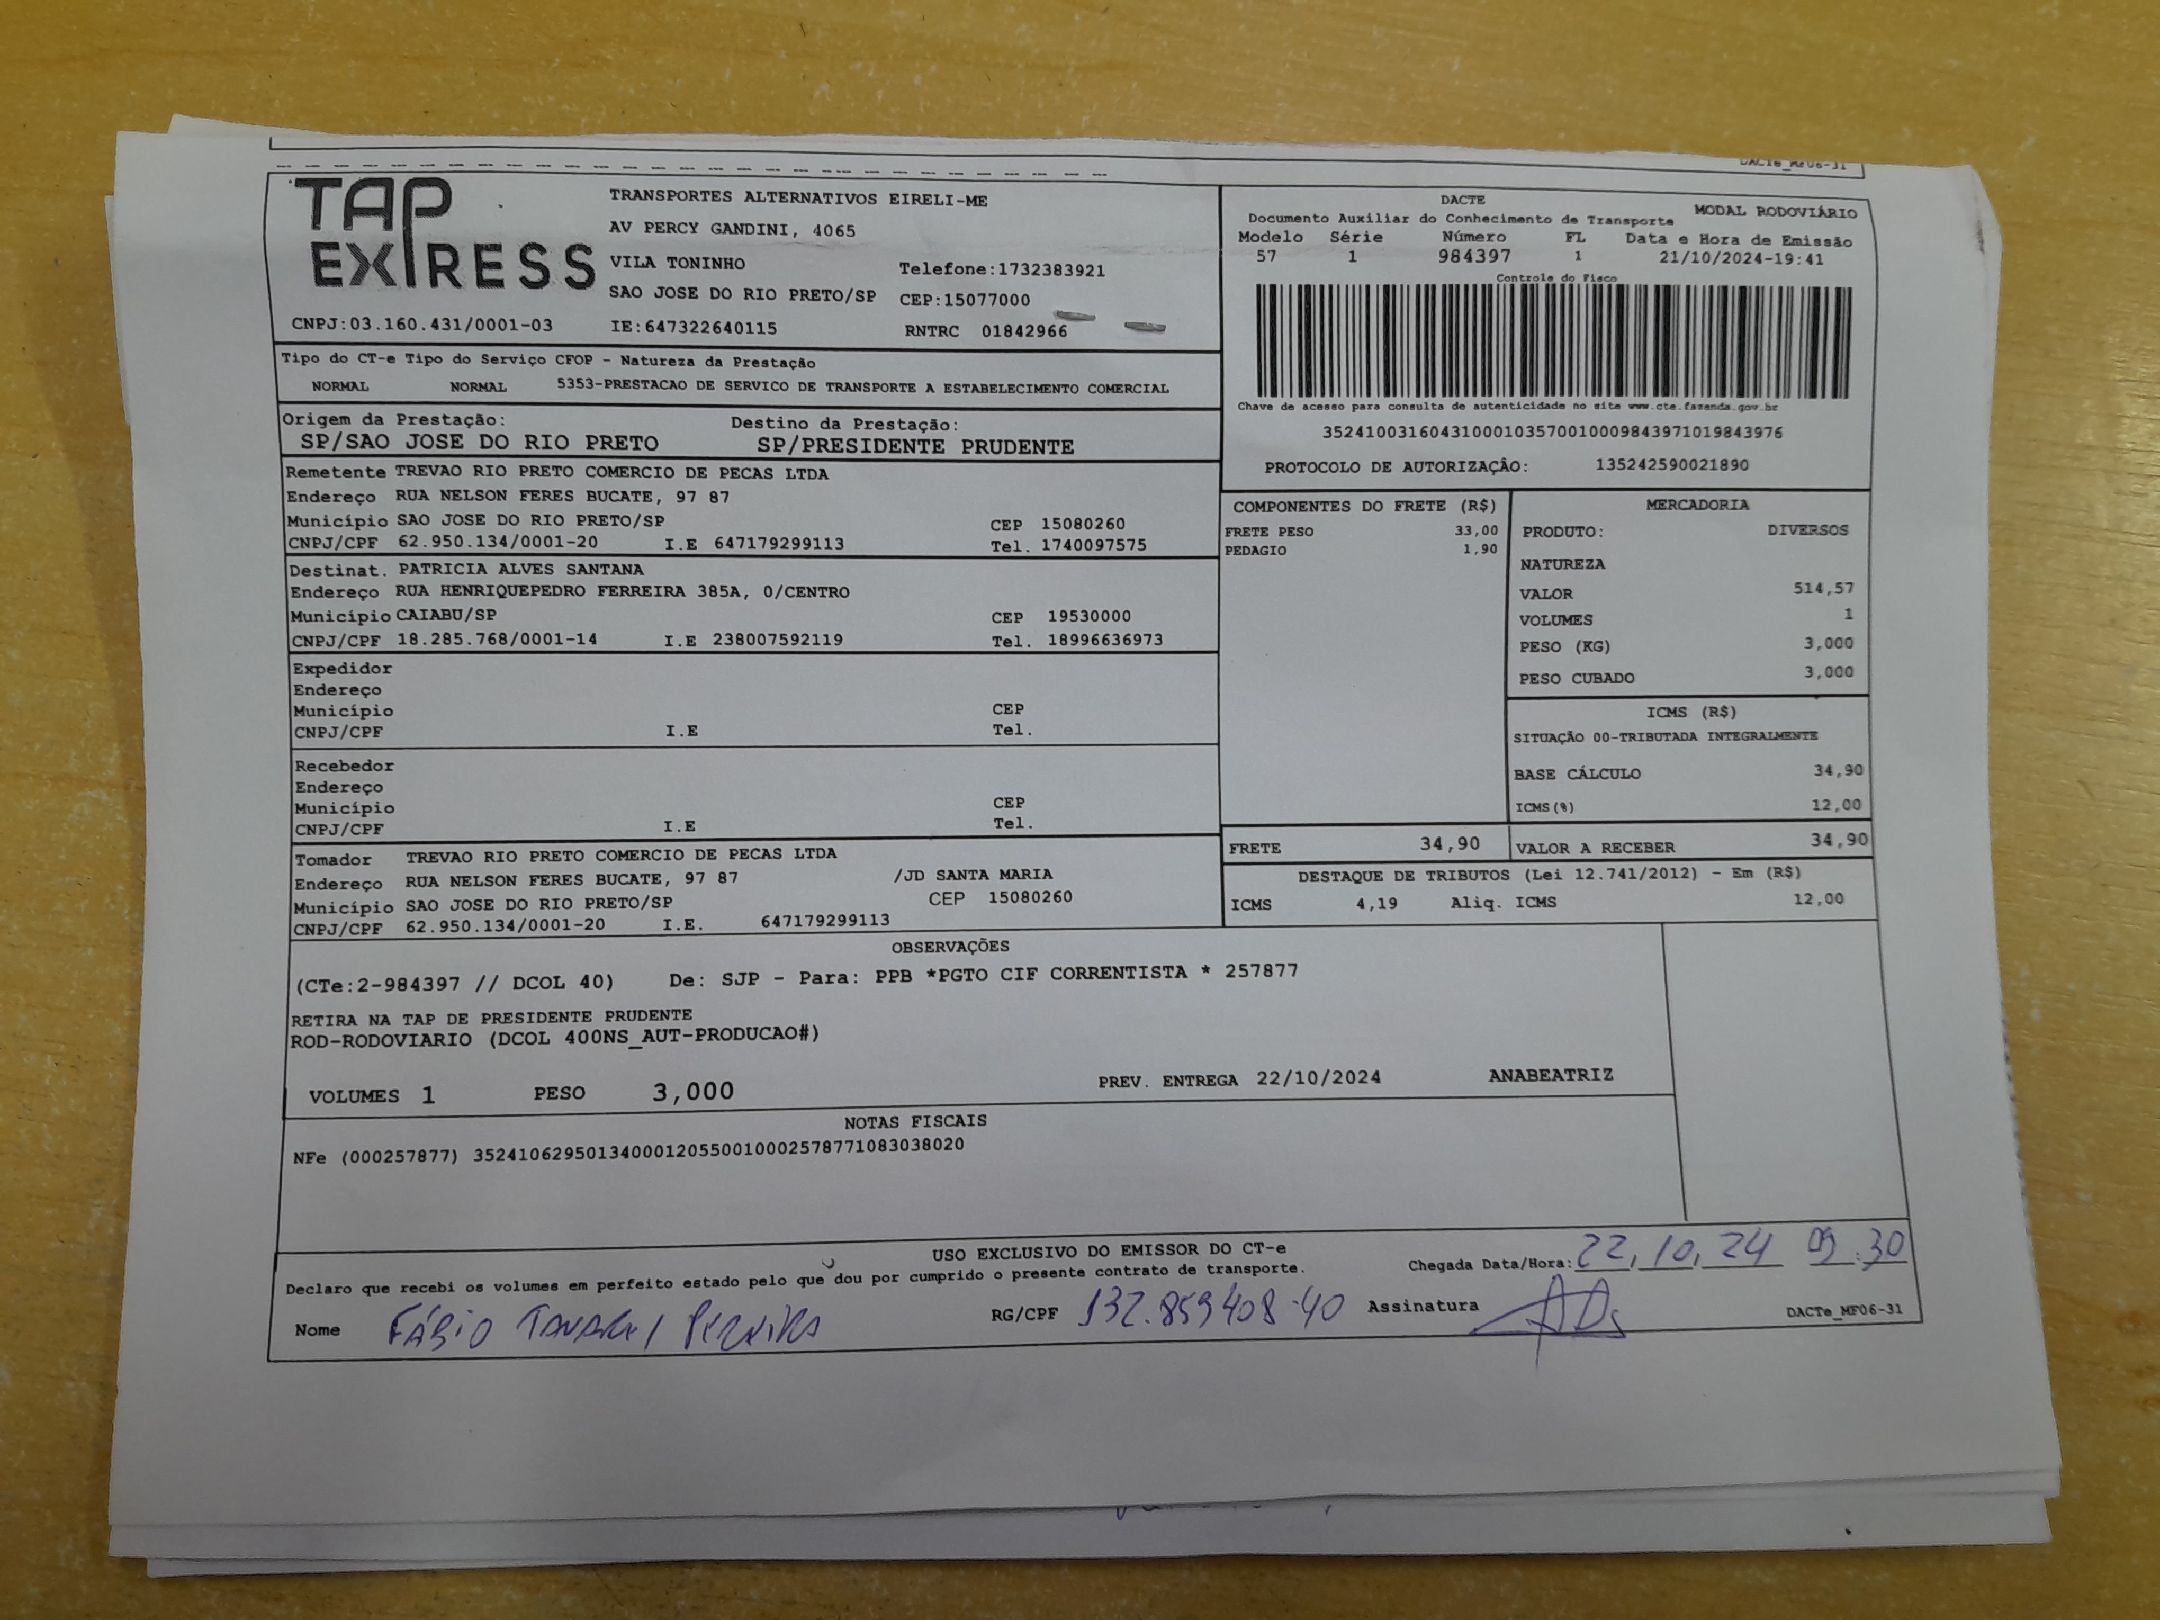 DACTe_MF06-31
TAP EXPRESS
TRANSPORTES ALTERNATIVOS EIRELI-ME
AV PERCY GANDINI, 4065
VILA TONINHO
Telefone:1732383921
SAO JOSE DO RIO PRETO/SP CEP:15077000
CNPJ:03.160.431/0001-03 IE:647322640115 RNTRC 01842966
DACTE
Documento Auxiliar do Conhecimento de Transporte MODAL RODOVIÁRIO
Modelo Série Número FL Data e Hora de Emissão
57 1 984397 1 21/10/2024-19:41
Controle do Fisco
Chave de acesso para consulta de autenticidade no site www.cte.fazenda.gov.br
35241003160431000103570010009843971019843976
PROTOCOLO DE AUTORIZAÇÃO: 135242590021890
Tipo do CT-e Tipo do Serviço CFOP - Natureza da Prestação
NORMAL NORMAL 5353-PRESTACAO DE SERVICO DE TRANSPORTE A ESTABELECIMENTO COMERCIAL
Origem da Prestação: Destino da Prestação:
SP/SAO JOSE DO RIO PRETO SP/PRESIDENTE PRUDENTE
Remetente TREVAO RIO PRETO COMERCIO DE PECAS LTDA
Endereço RUA NELSON FERES BUCATE, 97 87
Município SAO JOSE DO RIO PRETO/SP CEP 15080260
CNPJ/CPF 62.950.134/0001-20 I.E 647179299113 Tel. 1740097575
Destinat. PATRICIA ALVES SANTANA
Endereço RUA HENRIQUEPEDRO FERREIRA 385A, 0/CENTRO
Município CAIABU/SP CEP 19530000
CNPJ/CPF 18.285.768/0001-14 I.E 238007592119 Tel. 18996636973
Expedidor
Endereço
Município CEP
CNPJ/CPF I.E Tel.
Recebedor
Endereço
Município CEP
CNPJ/CPF I.E Tel.
Tomador TREVAO RIO PRETO COMERCIO DE PECAS LTDA
Endereço RUA NELSON FERES BUCATE, 97 87 /JD SANTA MARIA
Município SAO JOSE DO RIO PRETO/SP CEP 15080260
CNPJ/CPF 62.950.134/0001-20 I.E. 647179299113
COMPONENTES DO FRETE (R$)
FRETE PESO 33,00
PEDAGIO 1,90
MERCADORIA
PRODUTO: DIVERSOS
NATUREZA
VALOR 514,57
VOLUMES 1
PESO (KG) 3,000
PESO CUBADO 3,000
ICMS (R$)
SITUAÇÃO 00-TRIBUTADA INTEGRALMENTE
BASE CÁLCULO 34,90
ICMS(%) 12,00
FRETE 34,90 VALOR A RECEBER 34,90
DESTAQUE DE TRIBUTOS (Lei 12.741/2012) - Em (R$)
ICMS 4,19 Aliq. ICMS 12,00
OBSERVAÇÕES
(CTe:2-984397 // DCOL 40) De: SJP - Para: PPB *PGTO CIF CORRENTISTA * 257877
RETIRA NA TAP DE PRESIDENTE PRUDENTE
ROD-RODOVIARIO (DCOL 400NS_AUT-PRODUCAO#)
VOLUMES 1 PESO 3,000 PREV. ENTREGA 22/10/2024 ANABEATRIZ
NOTAS FISCAIS
NFe (000257877) 35241062950134000120550010002578771083038020
USO EXCLUSIVO DO EMISSOR DO CT-e
Declaro que recebi os volumes em perfeito estado pelo que dou por cumprido o presente contrato de transporte. Chegada Data/Hora: 22,10,24 09:30
Nome FÁBIO TAVARES PEREIRA RG/CPF 132.859408-40 Assinatura
DACTe_MF06-31